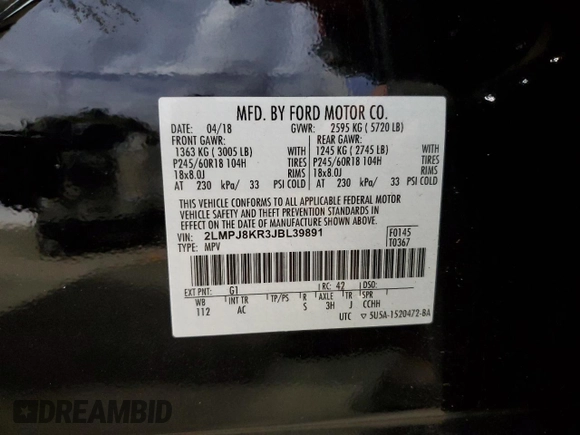 MFD. BY FORD MOTOR CO.
DATE: 04/18 GVWR: 2595 KG ( 5720 LB)
FRONT GAWR: REAR GAWR:
1363 KG ( 3005 LB) WITH 1245 KG ( 2745 LB) WITH
P245/60R18 104H TIRES P245/60R18 104H TIRES
18x8.0J RIMS 18x8.0J RIMS
AT 230 kPa/ 33 PSI COLD AT 230 kPa/ 33 PSI COLD
THIS VEHICLE CONFORMS TO ALL APPLICABLE FEDERAL MOTOR
VEHICLE SAFETY AND THEFT PREVENTION STANDARDS IN
EFFECT ON THE DATE OF MANUFACTURE SHOWN ABOVE.
VIN: 2LMPJ8KR3JBL39891 F0145
TYPE: MPV T0367
EXT PNT: G1 RC: 42 DSO:
WB INT TR TP/PS R AXLE TR SPR
112 AC S 3H J CCHH
UTC ▽ 5U5A-1520472-BA
DREAMBID